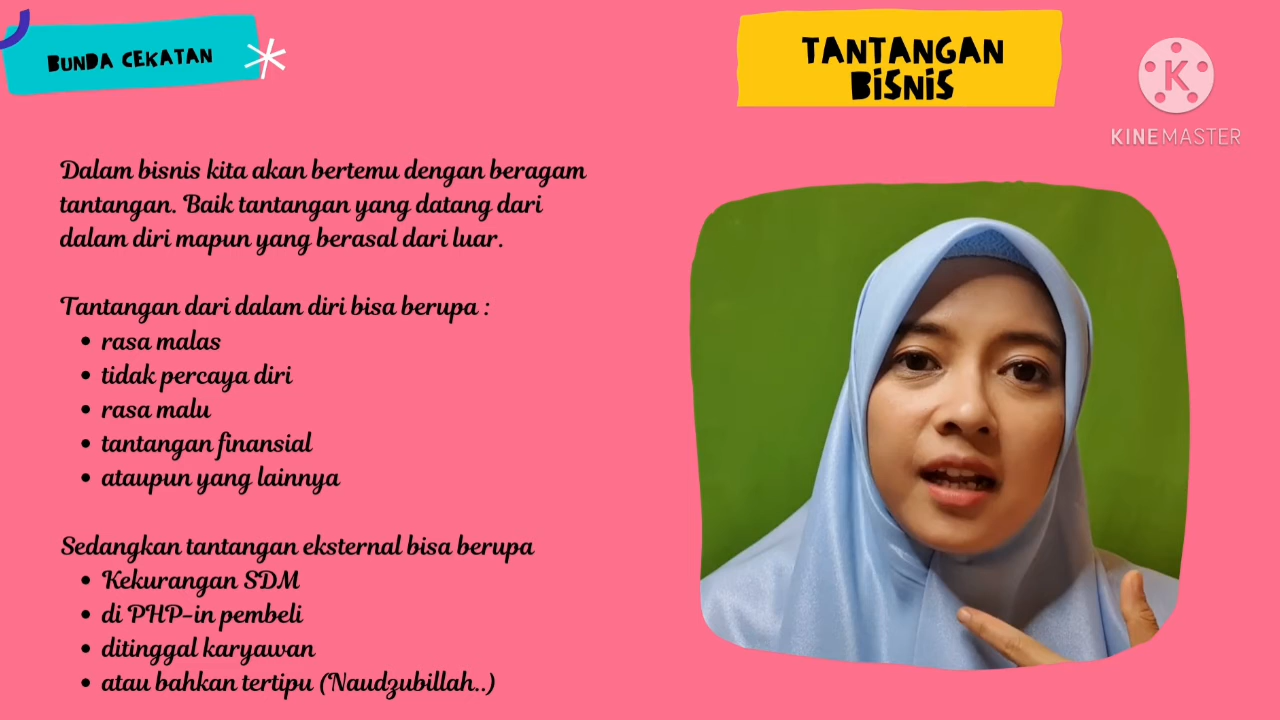 BUNDA CEKATAN
TANTANGAN
BISNIS
KINEMASTER
Dalam bisnis kita akan bertemu dengan beragam
tantangan. Baik tantangan yang datang dari
dalam diri mapun yang berasal dari luar.
Tantangan dari dalam diri bisa berupa :
• rasa malas
• tidak percaya diri
• rasa malu
• tantangan finansial
• ataupun yang lainnya
Sedangkan tantangan eksternal bisa berupa
• Kekurangan SDM
• di PHP-in pembeli
• ditinggal karyawan
• atau bahkan tertipu (Naudzubillah..)